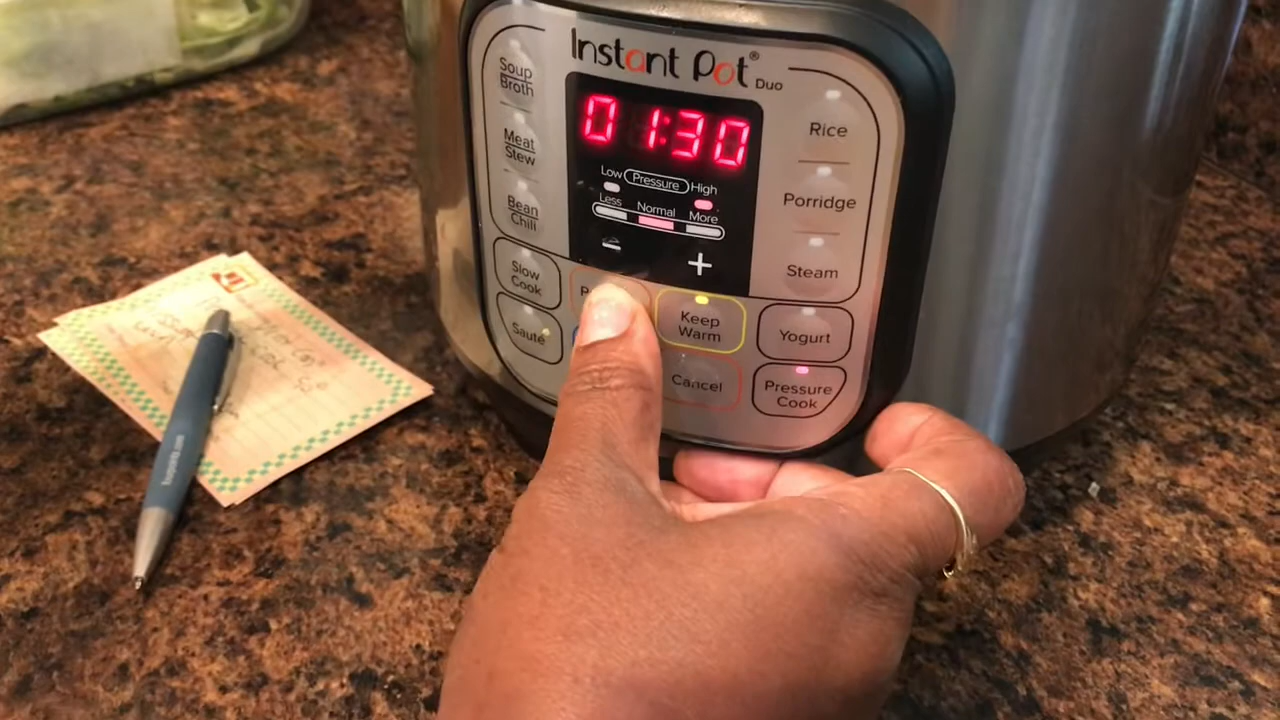 Instant Pot® Duo
01:30
Low Pressure High
Less Normal More
- +
Soup
Broth
Meat
Stew
Bean
Chili
Slow
Cook
Sauté
Rice
Porridge
Steam
Keep
Warm
Yogurt
Cancel
Pressure
Cook